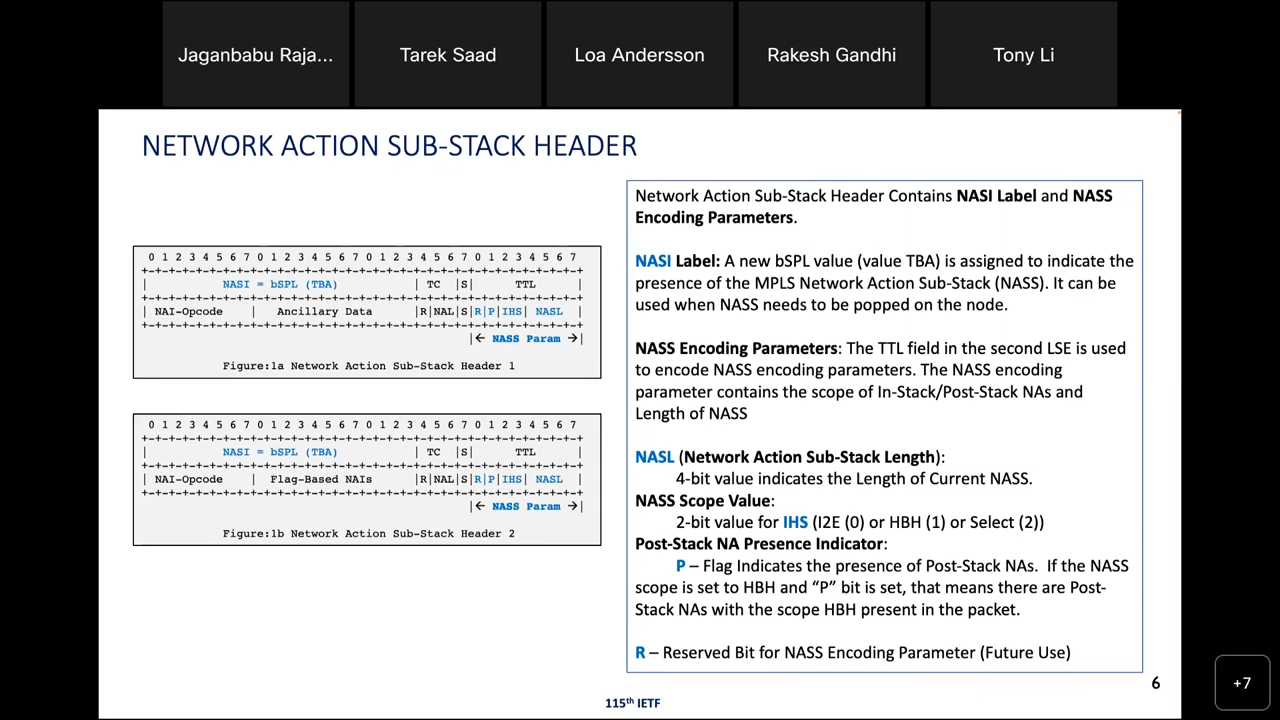 Jaganbabu Raja...
Tarek Saad
Loa Andersson
Rakesh Gandhi
Tony Li
NETWORK ACTION SUB-STACK HEADER
0 1 2 3 4 5 6 7 0 1 2 3 4 5 6 7 0 1 2 3 4 5 6 7 0 1 2 3 4 5 6 7
+-+-+-+-+-+-+-+-+-+-+-+-+-+-+-+-+-+-+-+-+-+-+-+-+-+-+-+-+-+-+-+-+
| NASI = bSPL (TBA) | TC |S| TTL |
+-+-+-+-+-+-+-+-+-+-+-+-+-+-+-+-+-+-+-+-+-+-+-+-+-+-+-+-+-+-+-+-+
| NAI-Opcode | Ancillary Data |R|NAL|S|R|P|IHS| NASL |
+-+-+-+-+-+-+-+-+-+-+-+-+-+-+-+-+-+-+-+-+-+-+-+-+-+-+-+-+-+-+-+-+
|← NASS Param →|
Figure:1a Network Action Sub-Stack Header 1
0 1 2 3 4 5 6 7 0 1 2 3 4 5 6 7 0 1 2 3 4 5 6 7 0 1 2 3 4 5 6 7
+-+-+-+-+-+-+-+-+-+-+-+-+-+-+-+-+-+-+-+-+-+-+-+-+-+-+-+-+-+-+-+-+
| NASI = bSPL (TBA) | TC |S| TTL |
+-+-+-+-+-+-+-+-+-+-+-+-+-+-+-+-+-+-+-+-+-+-+-+-+-+-+-+-+-+-+-+-+
| NAI-Opcode | Flag-Based NAIs |R|NAL|S|R|P|IHS| NASL |
+-+-+-+-+-+-+-+-+-+-+-+-+-+-+-+-+-+-+-+-+-+-+-+-+-+-+-+-+-+-+-+-+
|← NASS Param →|
Figure:1b Network Action Sub-Stack Header 2
Network Action Sub-Stack Header Contains NASI Label and NASS
Encoding Parameters.
NASI Label: A new bSPL value (value TBA) is assigned to indicate the
presence of the MPLS Network Action Sub-Stack (NASS). It can be
used when NASS needs to be popped on the node.
NASS Encoding Parameters: The TTL field in the second LSE is used
to encode NASS encoding parameters. The NASS encoding
parameter contains the scope of In-Stack/Post-Stack NAs and
Length of NASS
NASL (Network Action Sub-Stack Length):
4-bit value indicates the Length of Current NASS.
NASS Scope Value:
2-bit value for IHS (I2E (0) or HBH (1) or Select (2))
Post-Stack NA Presence Indicator:
P – Flag Indicates the presence of Post-Stack NAs. If the NASS
scope is set to HBH and “P” bit is set, that means there are Post-
Stack NAs with the scope HBH present in the packet.
R – Reserved Bit for NASS Encoding Parameter (Future Use)
6
115th IETF
+7